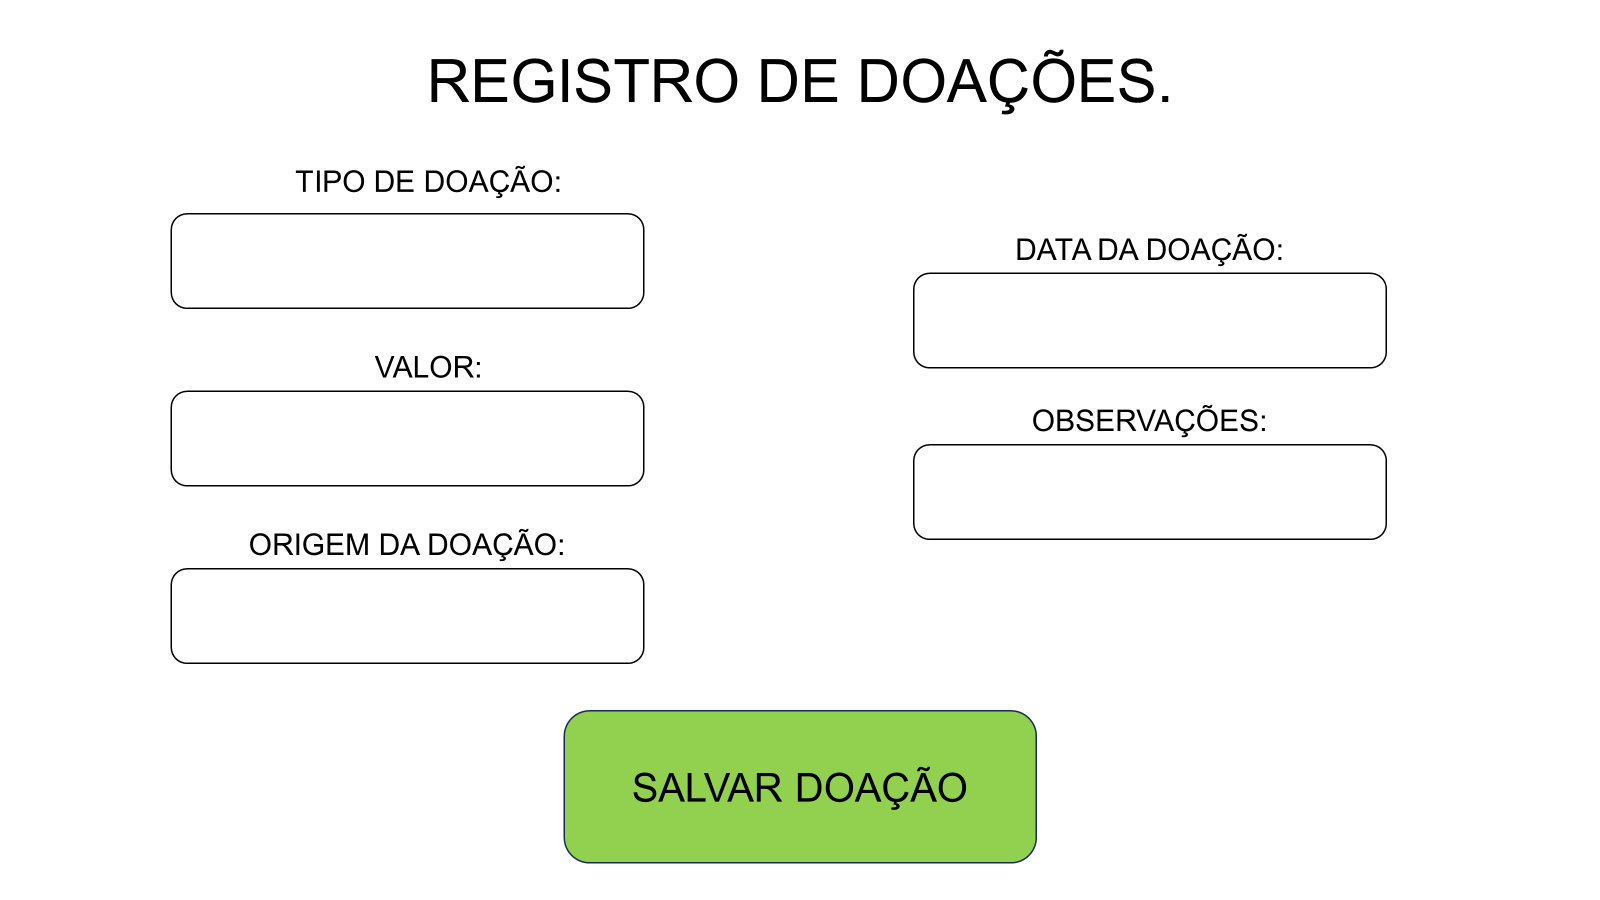 REGISTRO DE DOAÇÕES.
TIPO DE DOAÇÃO:
VALOR:
ORIGEM DA DOAÇÃO:
DATA DA DOAÇÃO:
OBSERVAÇÕES:
SALVAR DOAÇÃO